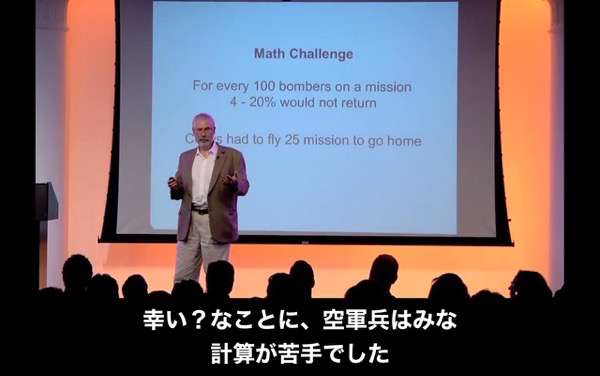 Math Challenge
For every 100 bombers on a mission
4 - 20% would not return
had to fly 25 mission to go home
幸い？なことに、空軍兵はみな
計算が苦手でした